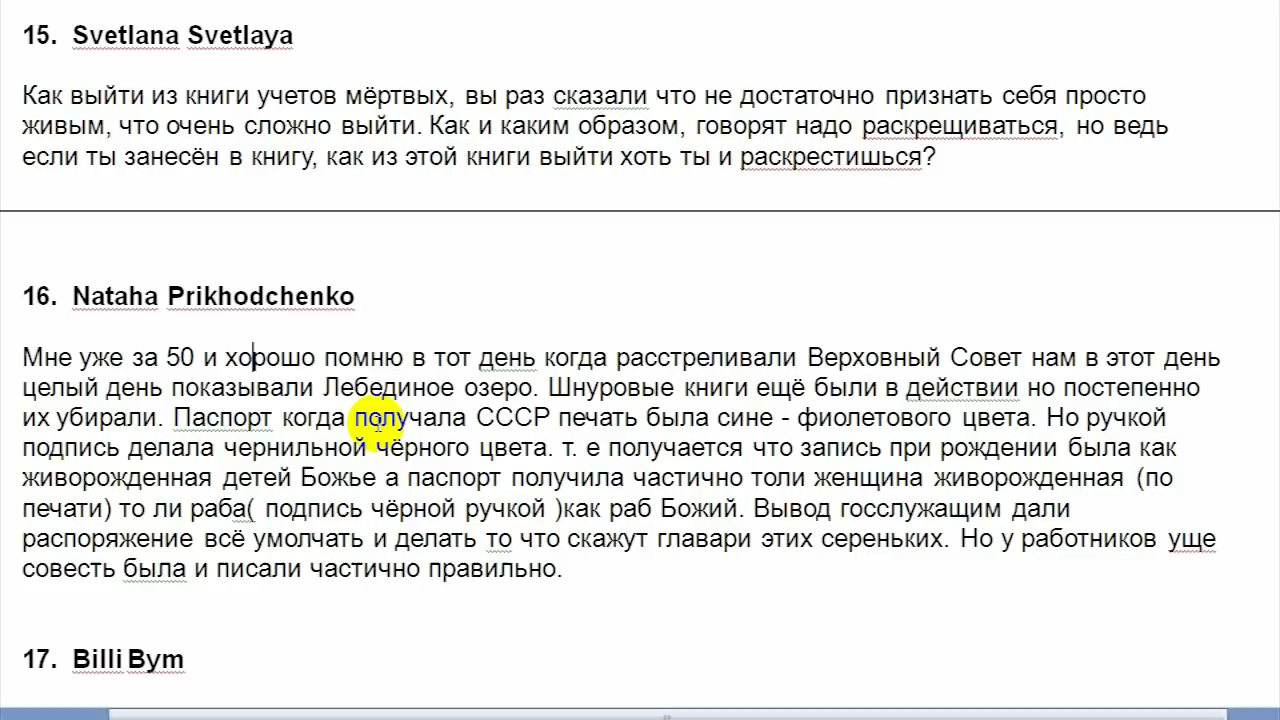 15. Svetlana Svetlaya
Как выйти из книги учетов мёртвых, вы раз сказали что не достаточно признать себя просто
живым, что очень сложно выйти. Как и каким образом, говорят надо раскрещиваться, но ведь
если ты занесён в книгу, как из этой книги выйти хоть ты и раскрестишься?
16. Nataha Prikhodchenko
Мне уже за 50 и хорошо помню в тот день когда расстреливали Верховный Совет нам в этот день
целый день показывали Лебединое озеро. Шнуровые книги ещё были в действии но постепенно
их убирали. Паспорт когда получала СССР печать была сине - фиолетового цвета. Но ручкой
подпись делала чернильной чёрного цвета. т. е получается что запись при рождении была как
живорожденная детей Божье а паспорт получила частично толи женщина живорожденная (по
печати) то ли раба( подпись чёрной ручкой )как раб Божий. Вывод госслужащим дали
распоряжение всё умолчать и делать то что скажут главари этих сереньких. Но у работников уще
совесть была и писали частично правильно.
17. Billi Bym